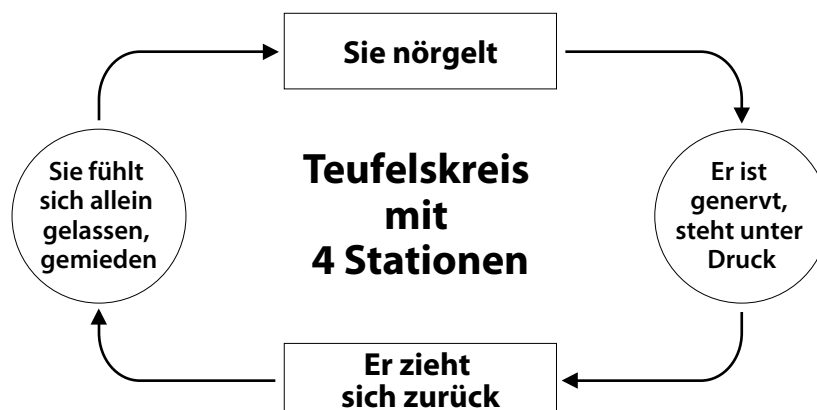 Sie nörgelt
Sie fühlt
sich allein
gelassen,
gemieden
Teufelskreis
mit
4 Stationen
Er ist
genervt,
steht unter
Druck
Er zieht
sich zurück